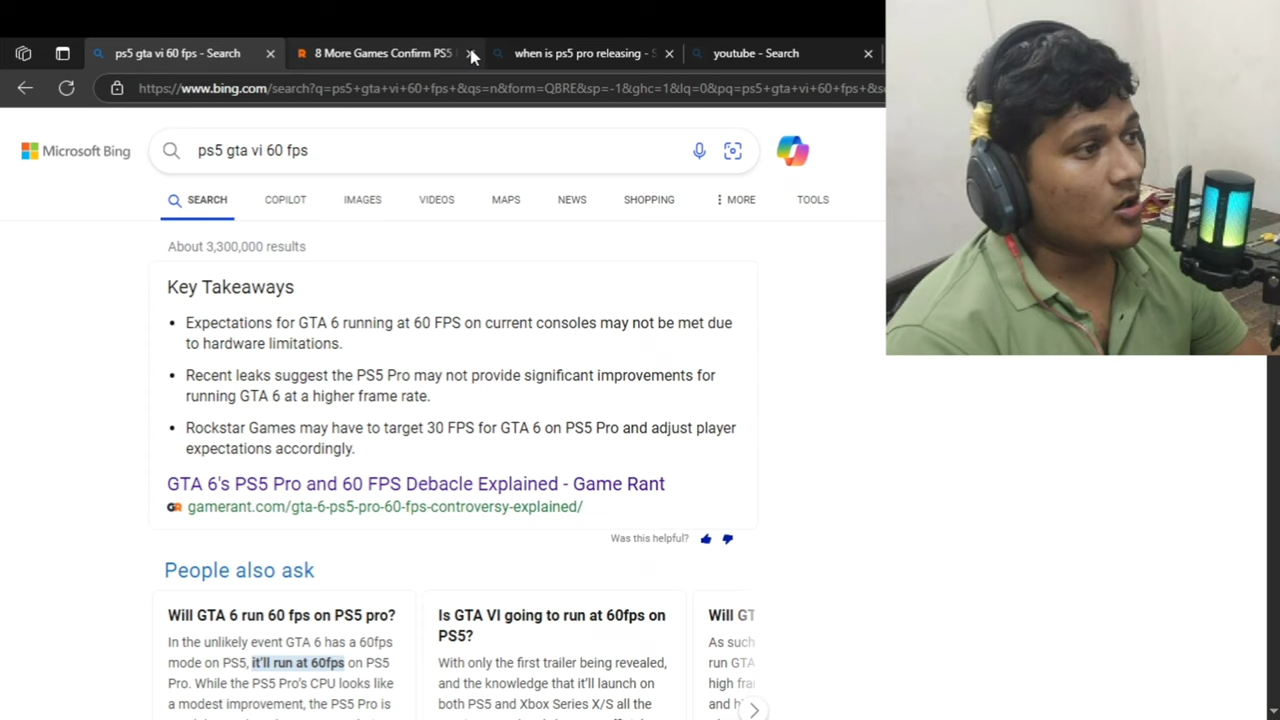 ps5 gta vi 60 fps - Search
8 More Games Confirm PS5
when is ps5 pro releasing -
youtube - Search
https://www.bing.com/search?q=ps5+gta+vi+60+fps+&qs=n&form=QBRE&sp=-1&ghc=1&lq=0&pq=ps5+gta+vi+60+fps+&s
Microsoft Bing
ps5 gta vi 60 fps
SEARCH COPILOT IMAGES VIDEOS MAPS NEWS SHOPPING MORE TOOLS
About 3,300,000 results
Key Takeaways
• Expectations for GTA 6 running at 60 FPS on current consoles may not be met due
to hardware limitations.
• Recent leaks suggest the PS5 Pro may not provide significant improvements for
running GTA 6 at a higher frame rate.
• Rockstar Games may have to target 30 FPS for GTA 6 on PS5 Pro and adjust player
expectations accordingly.
GTA 6's PS5 Pro and 60 FPS Debacle Explained - Game Rant
GR gamerant.com/gta-6-ps5-pro-60-fps-controversy-explained/
Was this helpful?
People also ask
Will GTA 6 run 60 fps on PS5 pro?
In the unlikely event GTA 6 has a 60fps
mode on PS5, it'll run at 60fps on PS5
Pro. While the PS5 Pro's CPU looks like
a modest improvement, the PS5 Pro is
Is GTA VI going to run at 60fps on
PS5?
With only the first trailer being revealed,
and the knowledge that it'll launch on
both PS5 and Xbox Series X/S all the
Will GT
As such
run GTA
high fra